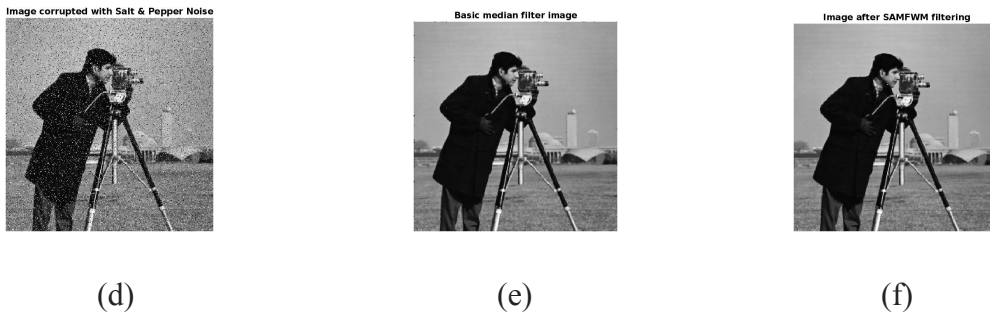 Image corrupted with Salt & Pepper Noise
Basic median filter image
Image after SAMFWM filtering
(d)
(e)
(f)